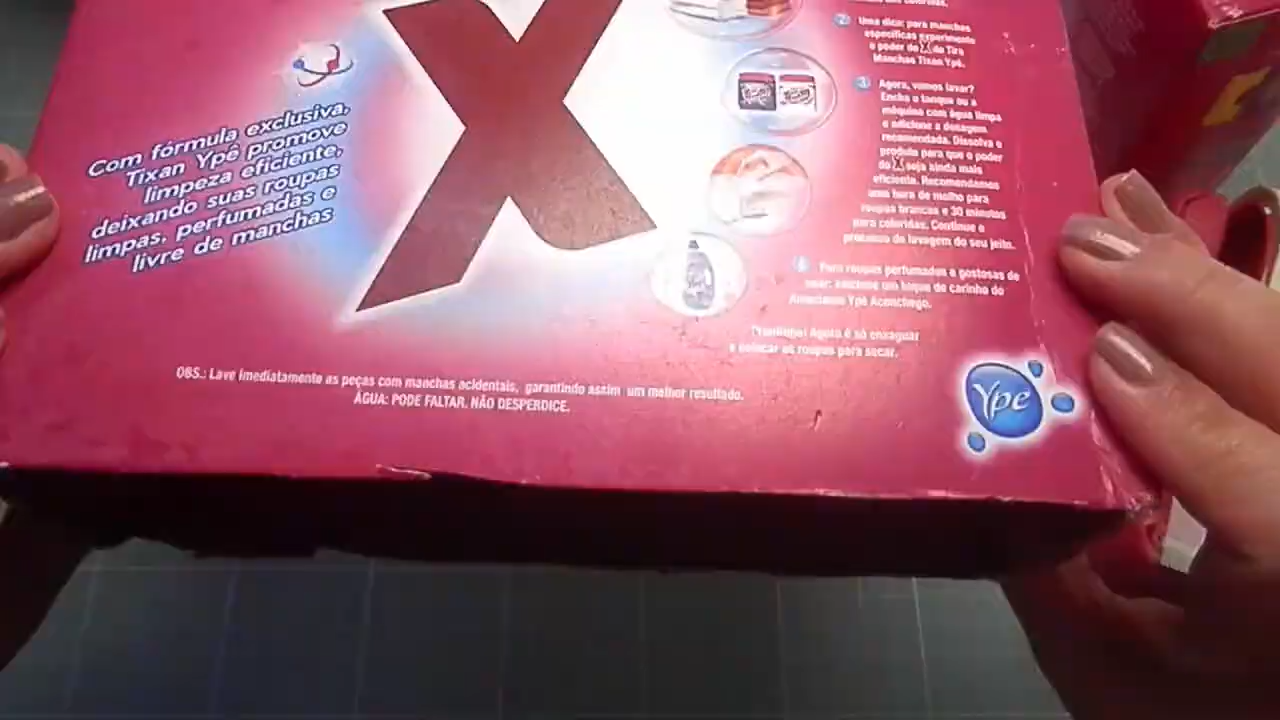 Com fórmula exclusiva,
Tixan Ypê promove
limpeza eficiente,
deixando suas roupas
limpas, perfumadas e
livre de manchas
X
2 Uma dica: para manchas
específicas experimente
o poder do X do Tira
Manchas Tixan Ypê.
3 Agora, vamos lavar?
Encha o tanque ou a
máquina com água limpa
e adicione a dosagem
recomendada. Dissolva o
produto para que o poder
do X seja ainda mais
eficiente. Recomendamos
uma hora de molho para
roupas brancas e 30 minutos
para coloridas. Continue o
processo de lavagem do seu jeito.
4 Para roupas perfumadas e gostosas de
usar: adicione um toque de carinho do
Amaciante Ypê Aconchego.
Prontinho! Agora é só enxaguar
e colocar as roupas para secar.
OBS.: Lave imediatamente as peças com manchas acidentais, garantindo assim um melhor resultado.
ÁGUA: PODE FALTAR. NÃO DESPERDICE.
Ypê